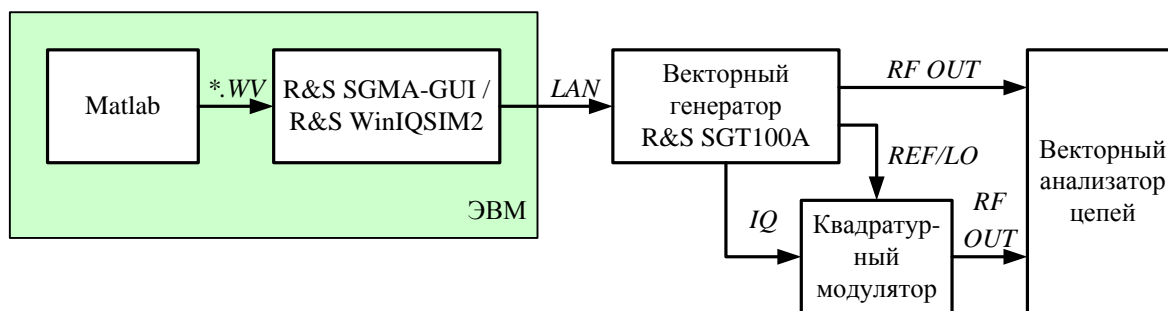 Matlab
*.WV
R&S SGMA-GUI /
R&S WinIQSIM2
ЭВМ
LAN
Векторный
генератор
R&S SGT100A
RF OUT
REF/LO
IQ
Квадратур-
ный
модулятор
RF
OUT
Векторный
анализатор
цепей